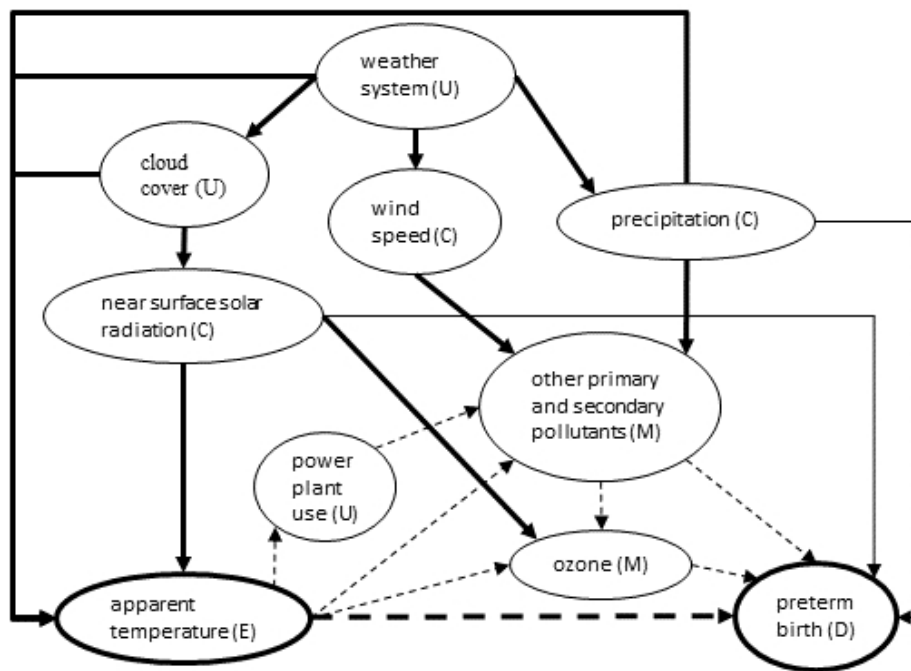 weather
system (U)
cloud
cover (U)
wind
speed (C)
precipitation (C)
near surface solar
radiation (C)
other primary
and secondary
pollutants (M)
power
plant
use (U)
ozone (M)
apparent
temperature (E)
preterm
birth (D)